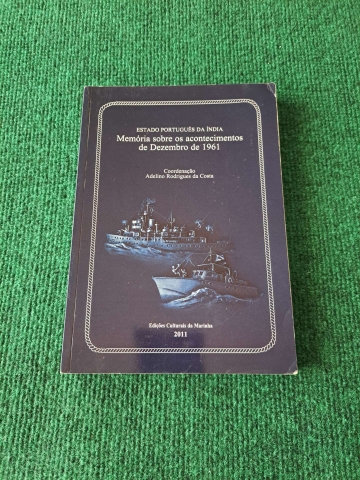 ESTADO PORTUGUÊS DA ÍNDIA
Memória sobre os acontecimentos
de Dezembro de 1961
Coordenação
Adelino Rodrigues da Costa
Edições Culturais da Marinha
2011